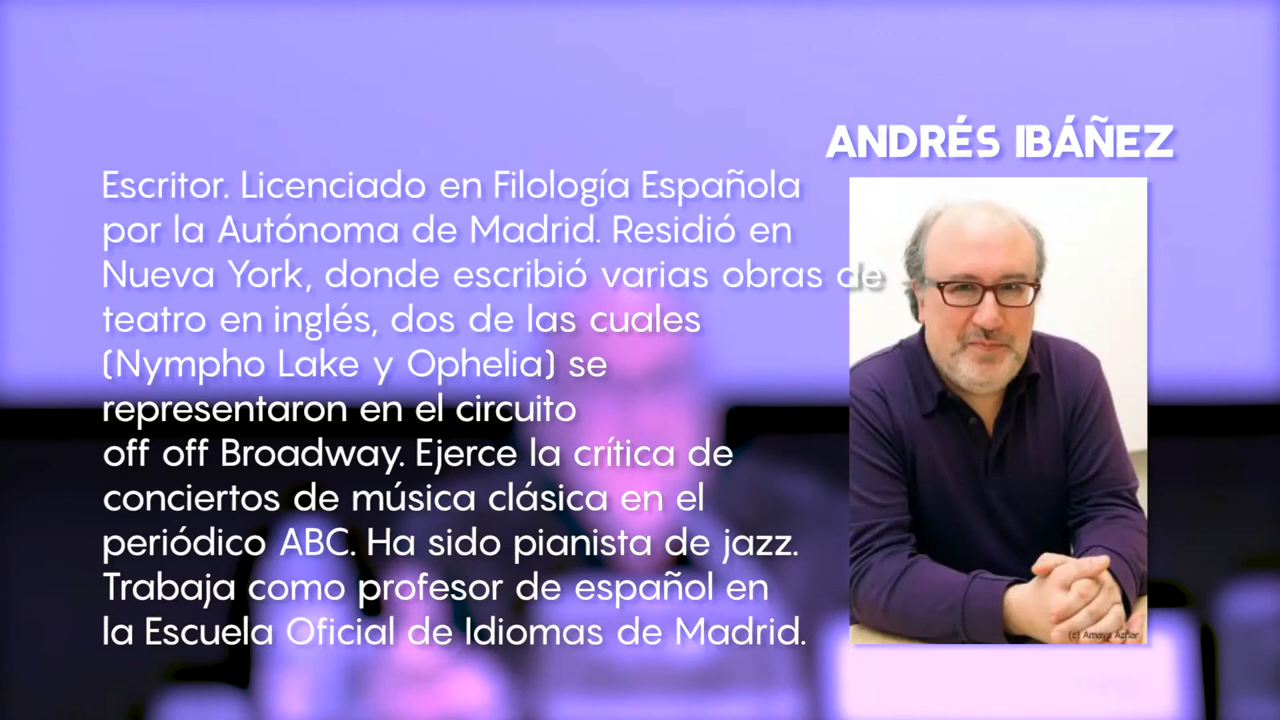 ANDRÉS IBÁÑEZ
Escritor. Licenciado en Filología Española
por la Autónoma de Madrid. Residió en
Nueva York, donde escribió varias obras de
teatro en inglés, dos de las cuales
(Nympho Lake y Ophelia) se
representaron en el circuito
off off Broadway. Ejerce la crítica de
conciertos de música clásica en el
periódico ABC. Ha sido pianista de jazz.
Trabaja como profesor de español en
la Escuela Oficial de Idiomas de Madrid.
(c) Amaya Aznar